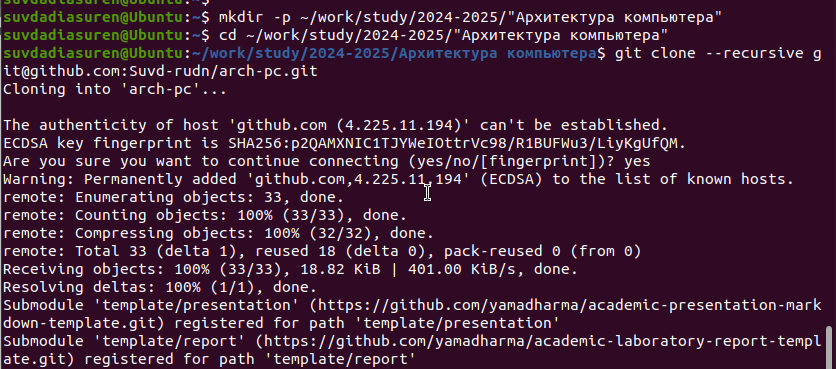 suvdadiasuren@Ubuntu:~$ mkdir -p ~/work/study/2024-2025/"Архитектура компьютера"
suvdadiasuren@Ubuntu:~$ cd ~/work/study/2024-2025/"Архитектура компьютера"
suvdadiasuren@Ubuntu:~/work/study/2024-2025/Архитектура компьютера$ git clone --recursive g
it@github.com:Suvd-rudn/arch-pc.git
Cloning into 'arch-pc'...
The authenticity of host 'github.com (4.225.11.194)' can't be established.
ECDSA key fingerprint is SHA256:p2QAMXNIC1TJYWeIOttrVc98/R1BUFWu3/LiyKgUfQM.
Are you sure you want to continue connecting (yes/no/[fingerprint])? yes
Warning: Permanently added 'github.com,4.225.11.194' (ECDSA) to the list of known hosts.
remote: Enumerating objects: 33, done.
remote: Counting objects: 100% (33/33), done.
remote: Compressing objects: 100% (32/32), done.
remote: Total 33 (delta 1), reused 18 (delta 0), pack-reused 0 (from 0)
Receiving objects: 100% (33/33), 18.82 KiB | 401.00 KiB/s, done.
Resolving deltas: 100% (1/1), done.
Submodule 'template/presentation' (https://github.com/yamadharma/academic-presentation-mark
down-template.git) registered for path 'template/presentation'
Submodule 'template/report' (https://github.com/yamadharma/academic-laboratory-report-templ
ate.git) registered for path 'template/report'